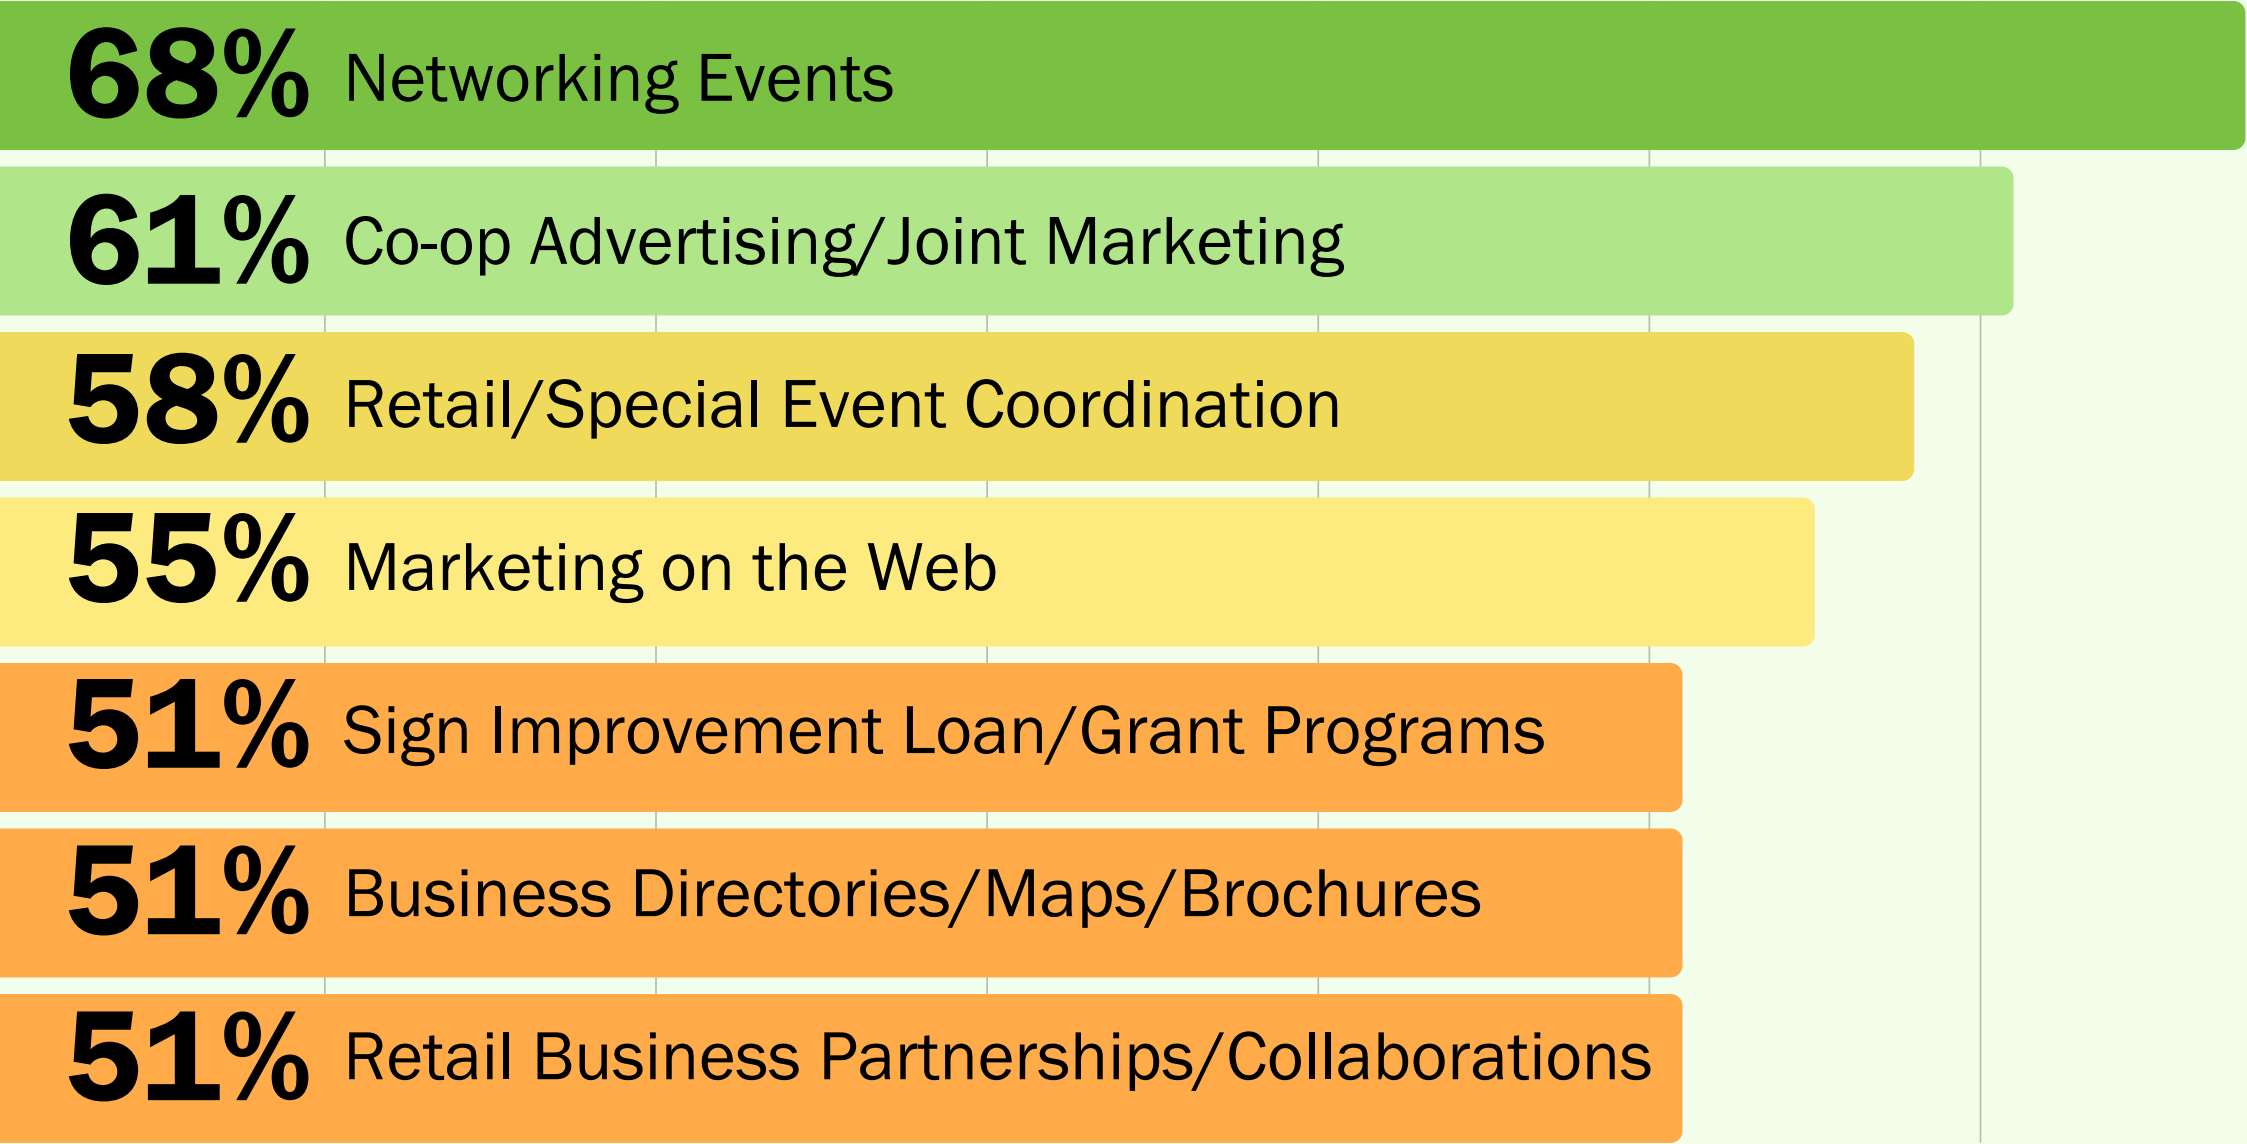 68% Networking Events
61% Co-op Advertising/Joint Marketing
58% Retail/Special Event Coordination
55% Marketing on the Web
51% Sign Improvement Loan/Grant Programs
51% Business Directories/Maps/Brochures
51% Retail Business Partnerships/Collaborations